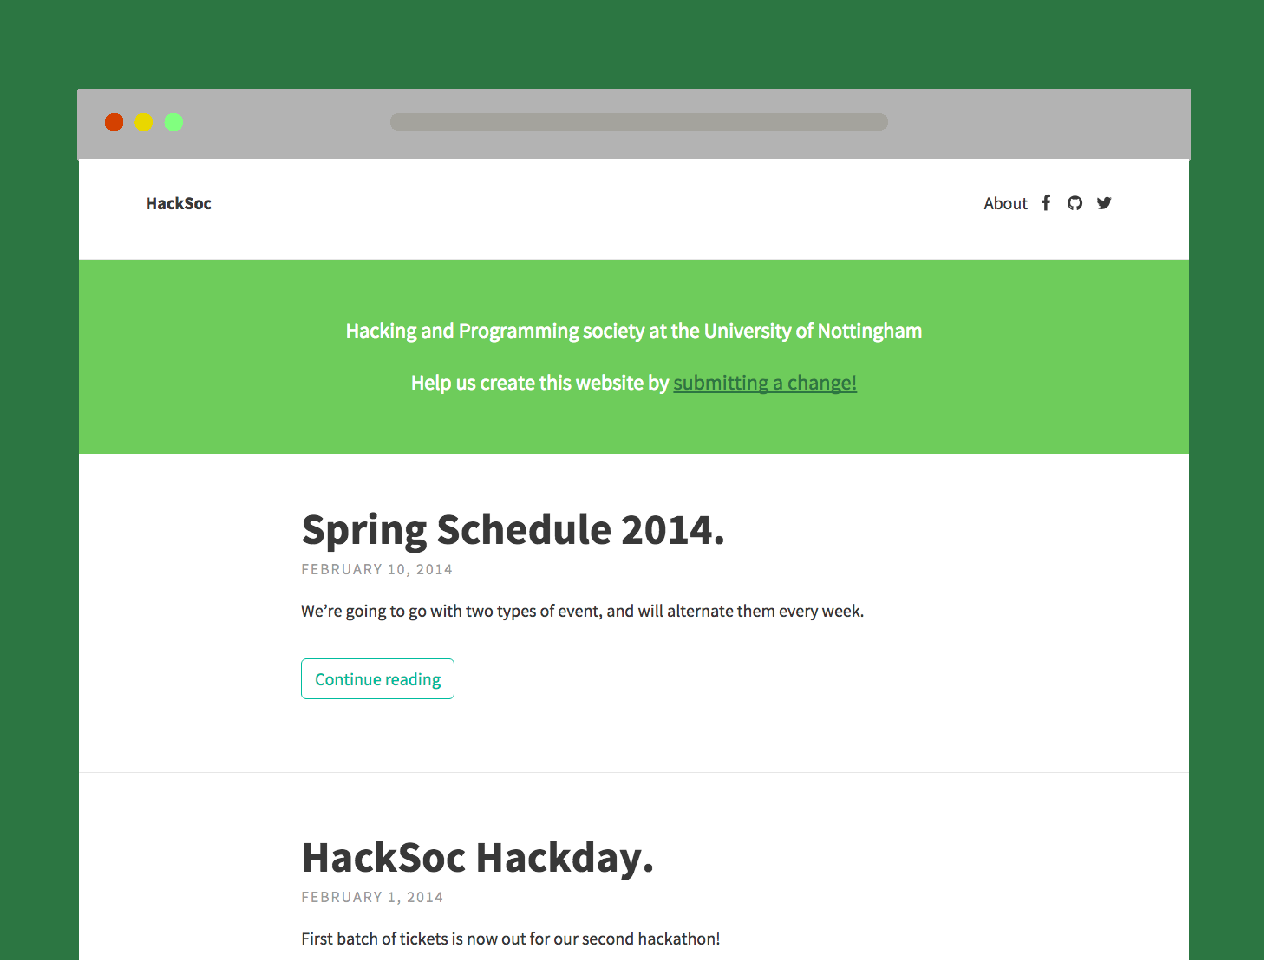 HackSoc
About
Hacking and Programming society at the University of Nottingham
Help us create this website by submitting a change!
Spring Schedule 2014.
FEBRUARY 10, 2014
We’re going to go with two types of event, and will alternate them every week.
Continue reading
HackSoc Hackday.
FEBRUARY 1, 2014
First batch of tickets is now out for our second hackathon!